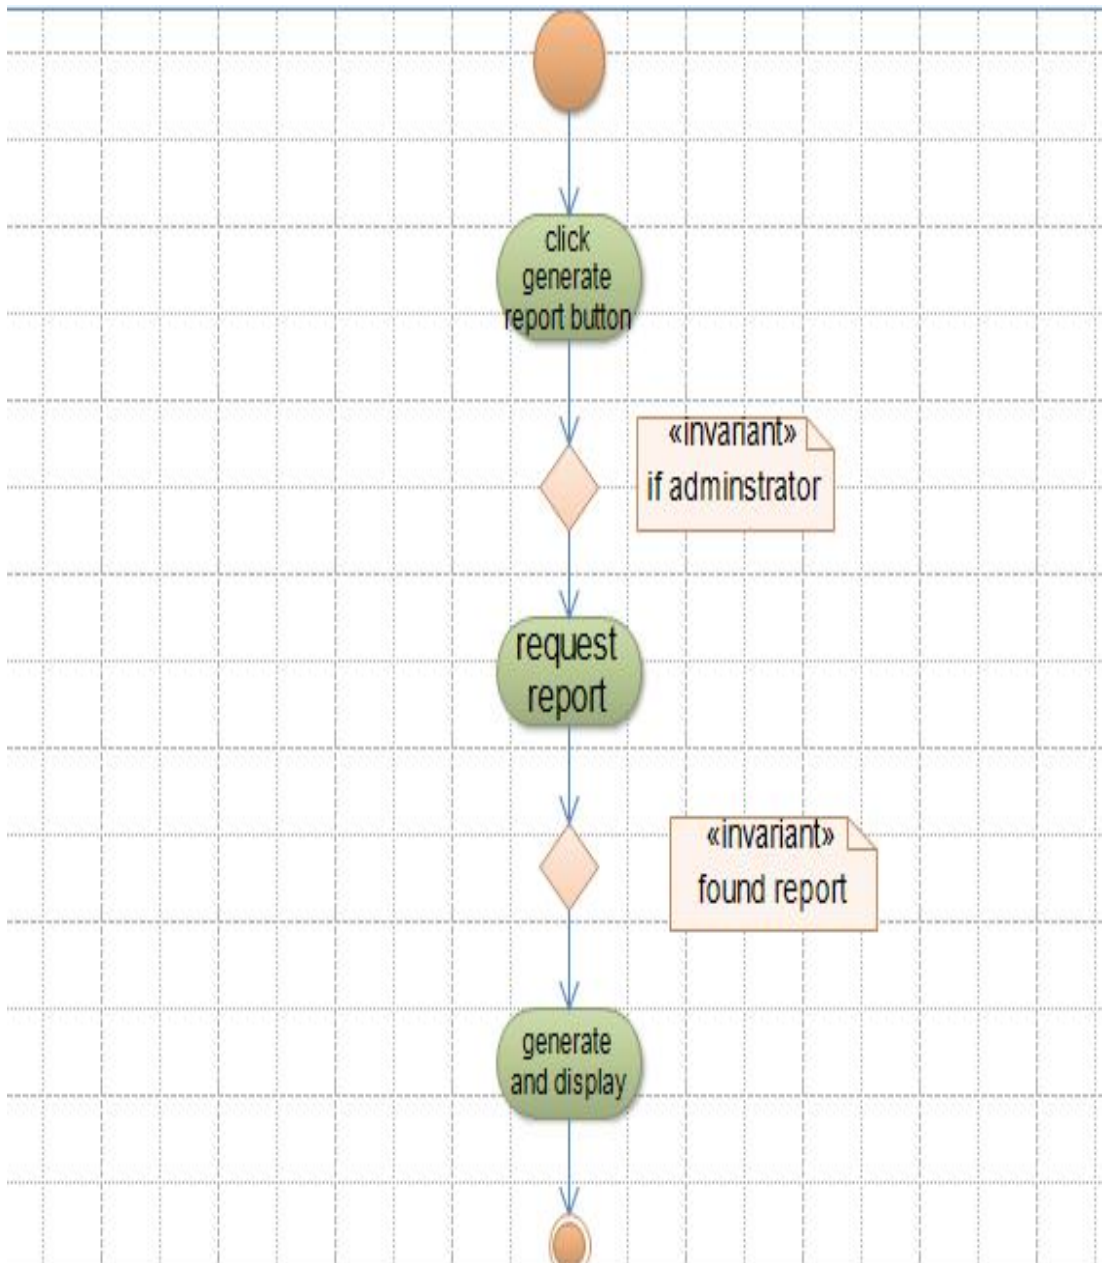 click
generate
report button
«invariant»
if adminstrator
request
report
«invariant»
found report
generate
and display